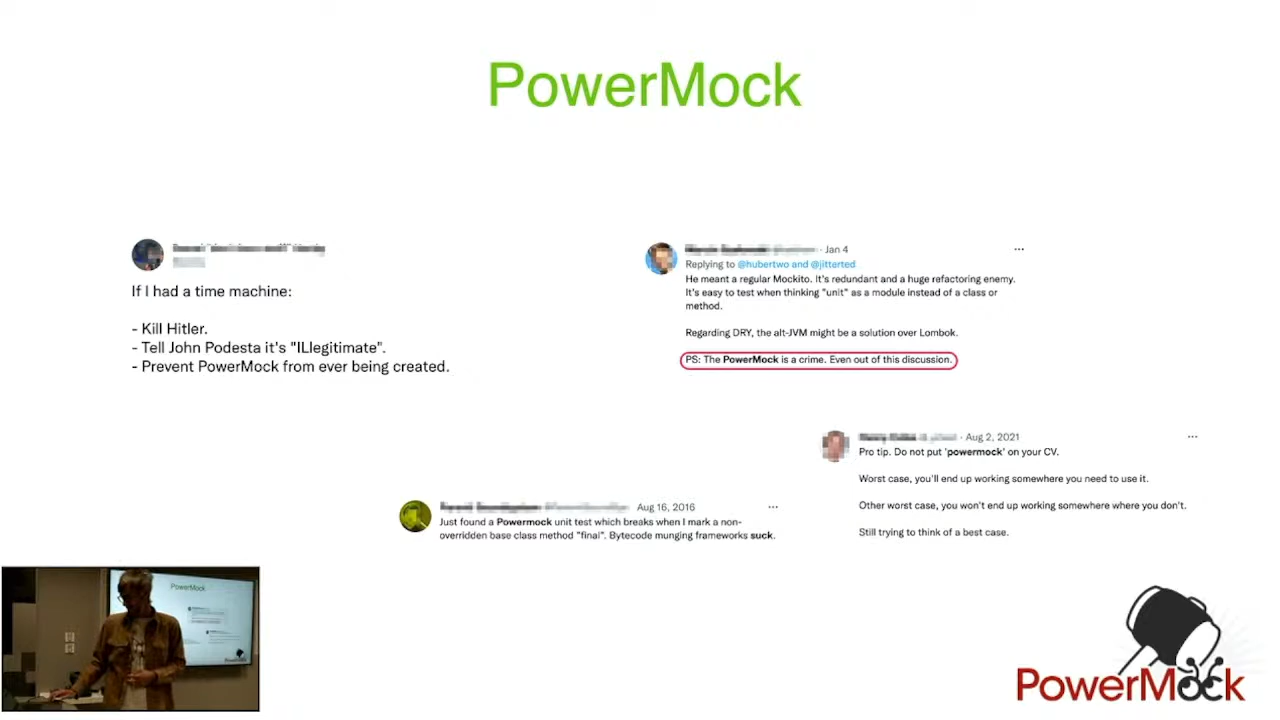 PowerMock
If I had a time machine:
- Kill Hitler.
- Tell John Podesta it's "ILlegitimate".
- Prevent PowerMock from ever being created.
· Jan 4
Replying to @hubertwo and @jitterted
He meant a regular Mockito. It's redundant and a huge refactoring enemy.
It's easy to test when thinking "unit" as a module instead of a class or
method.
Regarding DRY, the alt-JVM might be a solution over Lombok.
PS: The PowerMock is a crime. Even out of this discussion.
Aug 16, 2016
Just found a Powermock unit test which breaks when I mark a non-
overridden base class method "final". Bytecode munging frameworks suck.
· Aug 2, 2021
Pro tip. Do not put 'powermock' on your CV.
Worst case, you'll end up working somewhere you need to use it.
Other worst case, you won't end up working somewhere where you don't.
Still trying to think of a best case.
PowerMock
PowerMock